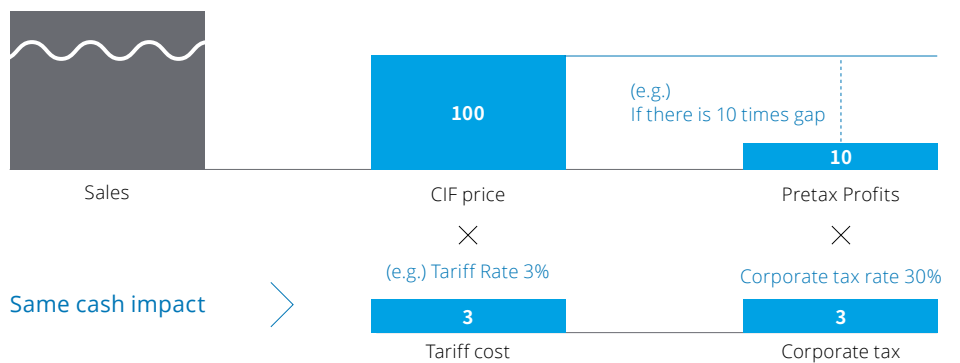 100
(e.g.)
If there is 10 times gap
10
Sales
CIF price
Pretax Profits
×
×
(e.g.) Tariff Rate 3%
Corporate tax rate 30%
Same cash impact
3
3
Tariff cost
Corporate tax